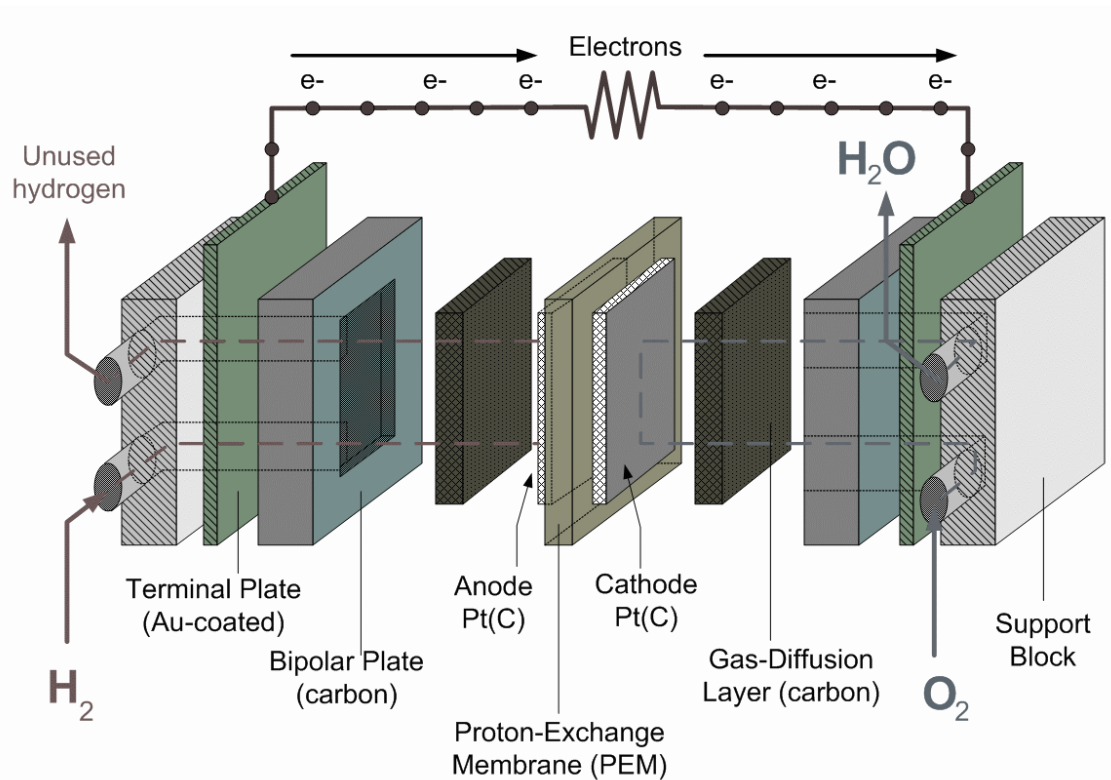 Electrons
e- e- e- e- e- e-
Unused
hydrogen
H₂O
Terminal Plate
(Au-coated)
Bipolar Plate
(carbon)
Anode
Pt(C)
Cathode
Pt(C)
Gas-Diffusion
Layer (carbon)
Support
Block
Proton-Exchange
Membrane (PEM)
H₂
O₂